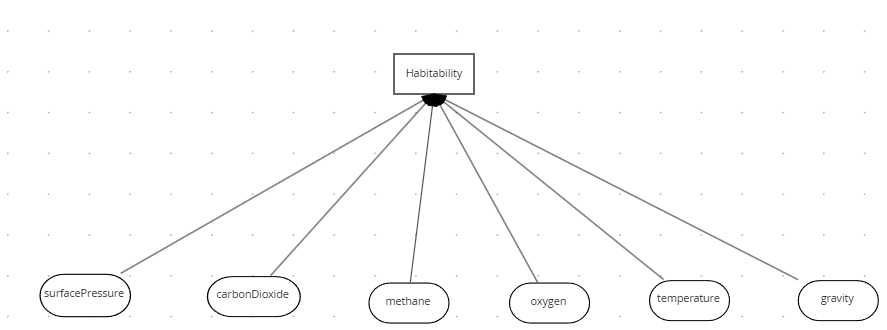 Habitability
surfacePressure
carbonDioxide
methane
oxygen
temperature
gravity